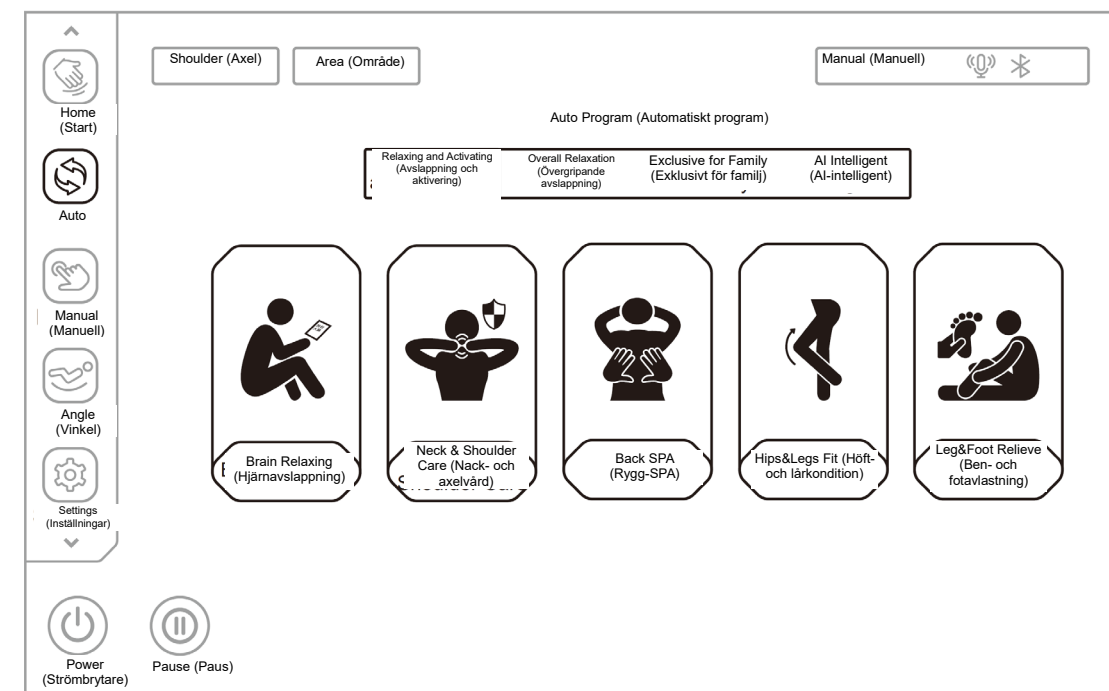 Shoulder (Axel)
Area (Område)
Manual (Manuell)
Home
(Start)
Auto Program (Automatiskt program)
Relaxing and Activating
(Avslappning och
aktivering)
Overall Relaxation
(Övergripande
avslappning)
Exclusive for Family
(Exklusivt för familj)
AI Intelligent
(AI-intelligent)
Auto
Manual
(Manuell)
Angle
(Vinkel)
Settings
(Inställningar)
Brain Relaxing
(Hjärnavslappning)
Neck & Shoulder
Care (Nack- och
axelvård)
Back SPA
(Rygg-SPA)
Hips&Legs Fit (Höft-
och lårkondition)
Leg&Foot Relieve
(Ben- och
fotavlastning)
Power
(Strömbrytare)
Pause (Paus)